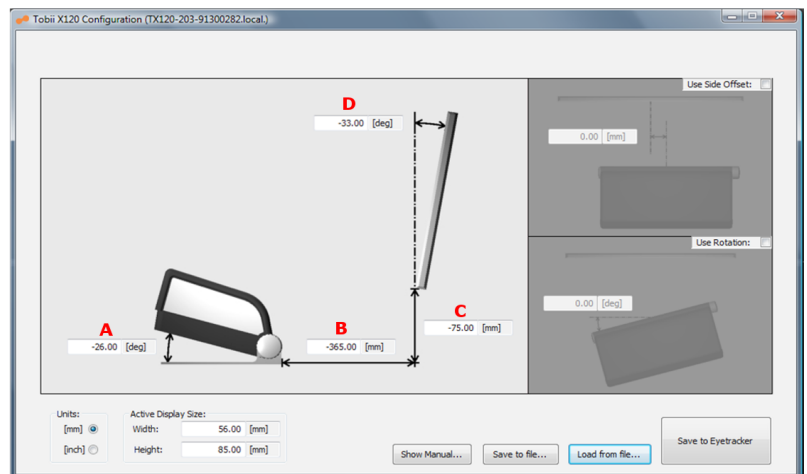 Tobii X120 Configuration (TX120-203-91300282.local.)
Use Side Offset:
D
-33.00 [deg]
0.00 [mm]
Use Rotation:
A
B
C
-75.00 [mm]
0.00 [deg]
-26.00 [deg]
-365.00 [mm]
Units:
[mm]
[inch]
Active Display Size:
Width: 56.00 [mm]
Height: 85.00 [mm]
Show Manual...
Save to file...
Load from file...
Save to Eyetracker